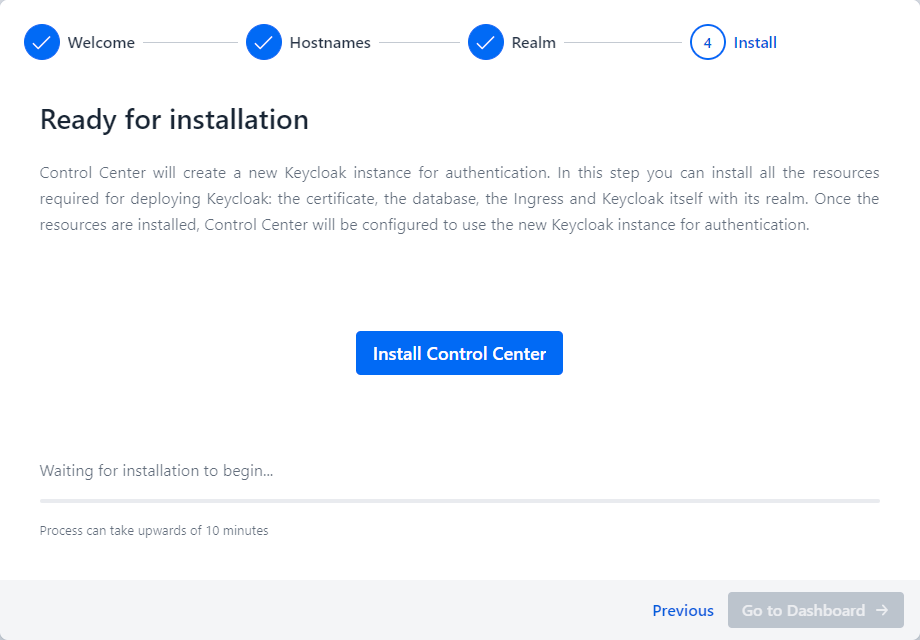 Welcome Hostnames Realm 4 Install
Ready for installation
Control Center will create a new Keycloak instance for authentication. In this step you can install all the resources
required for deploying Keycloak: the certificate, the database, the Ingress and Keycloak itself with its realm. Once the
resources are installed, Control Center will be configured to use the new Keycloak instance for authentication.
Install Control Center
Waiting for installation to begin...
Process can take upwards of 10 minutes
Previous Go to Dashboard →